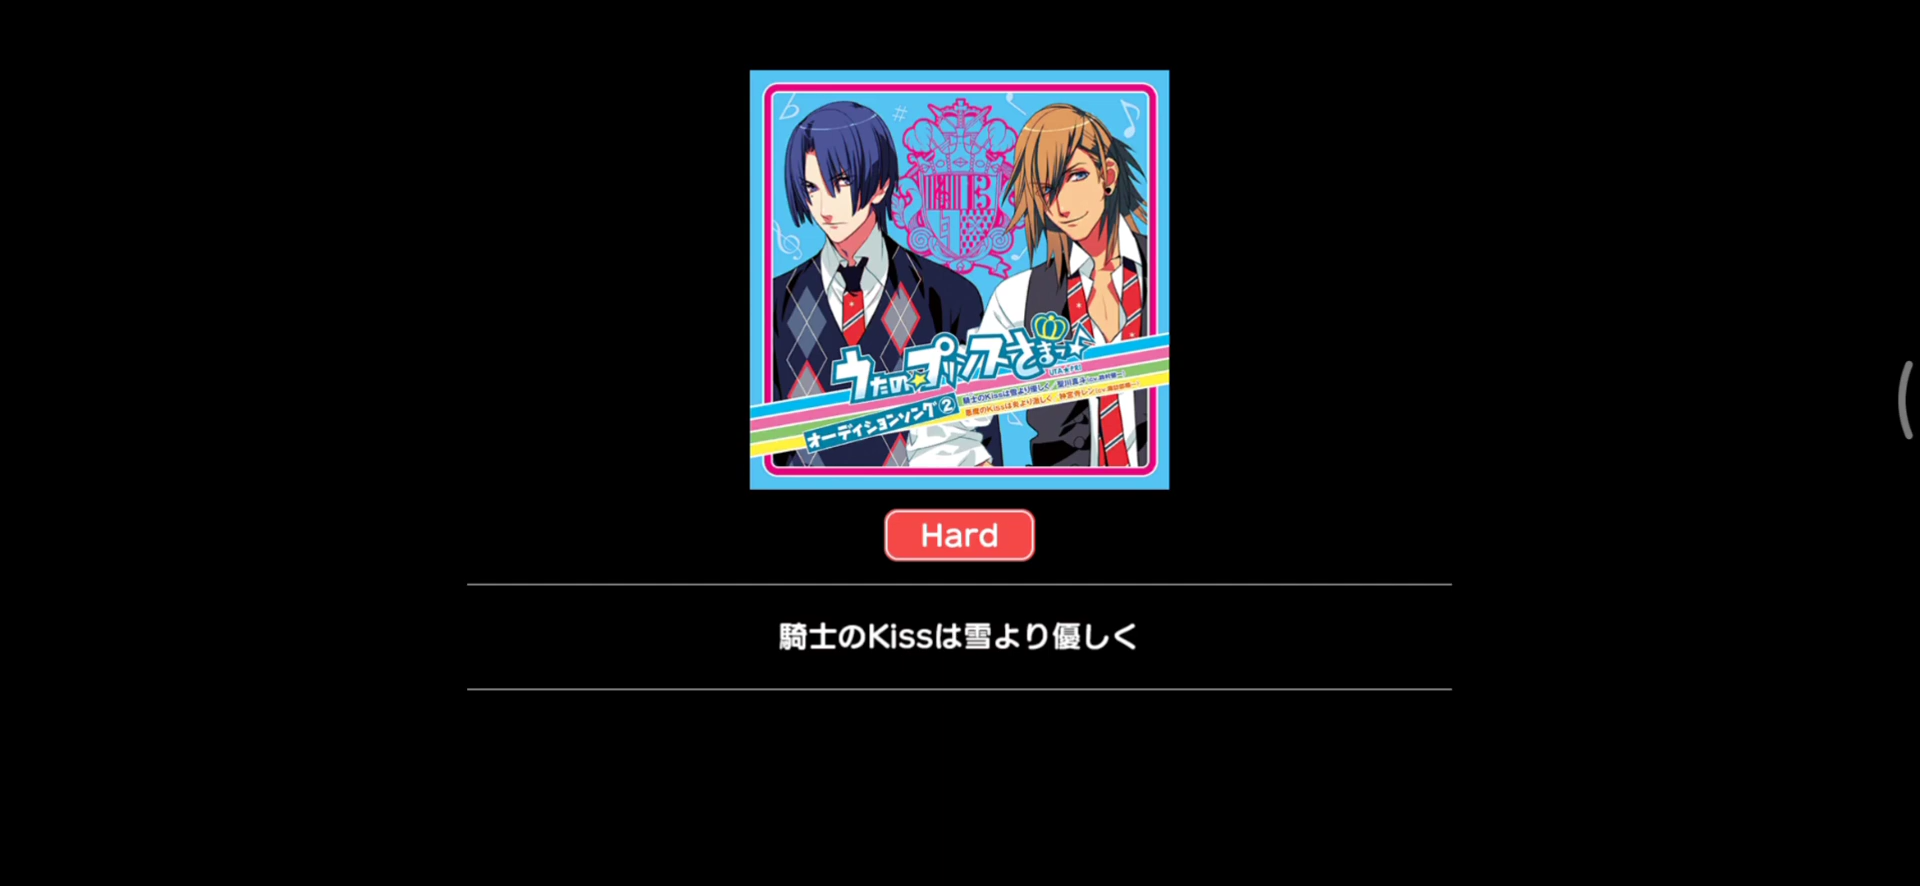 うたの☆プリンスさまっ♪
オーディションソング②
騎士のKissは雪より優しく
悪魔のKissは炎より激しく
Hard
騎士のKissは雪より優しく